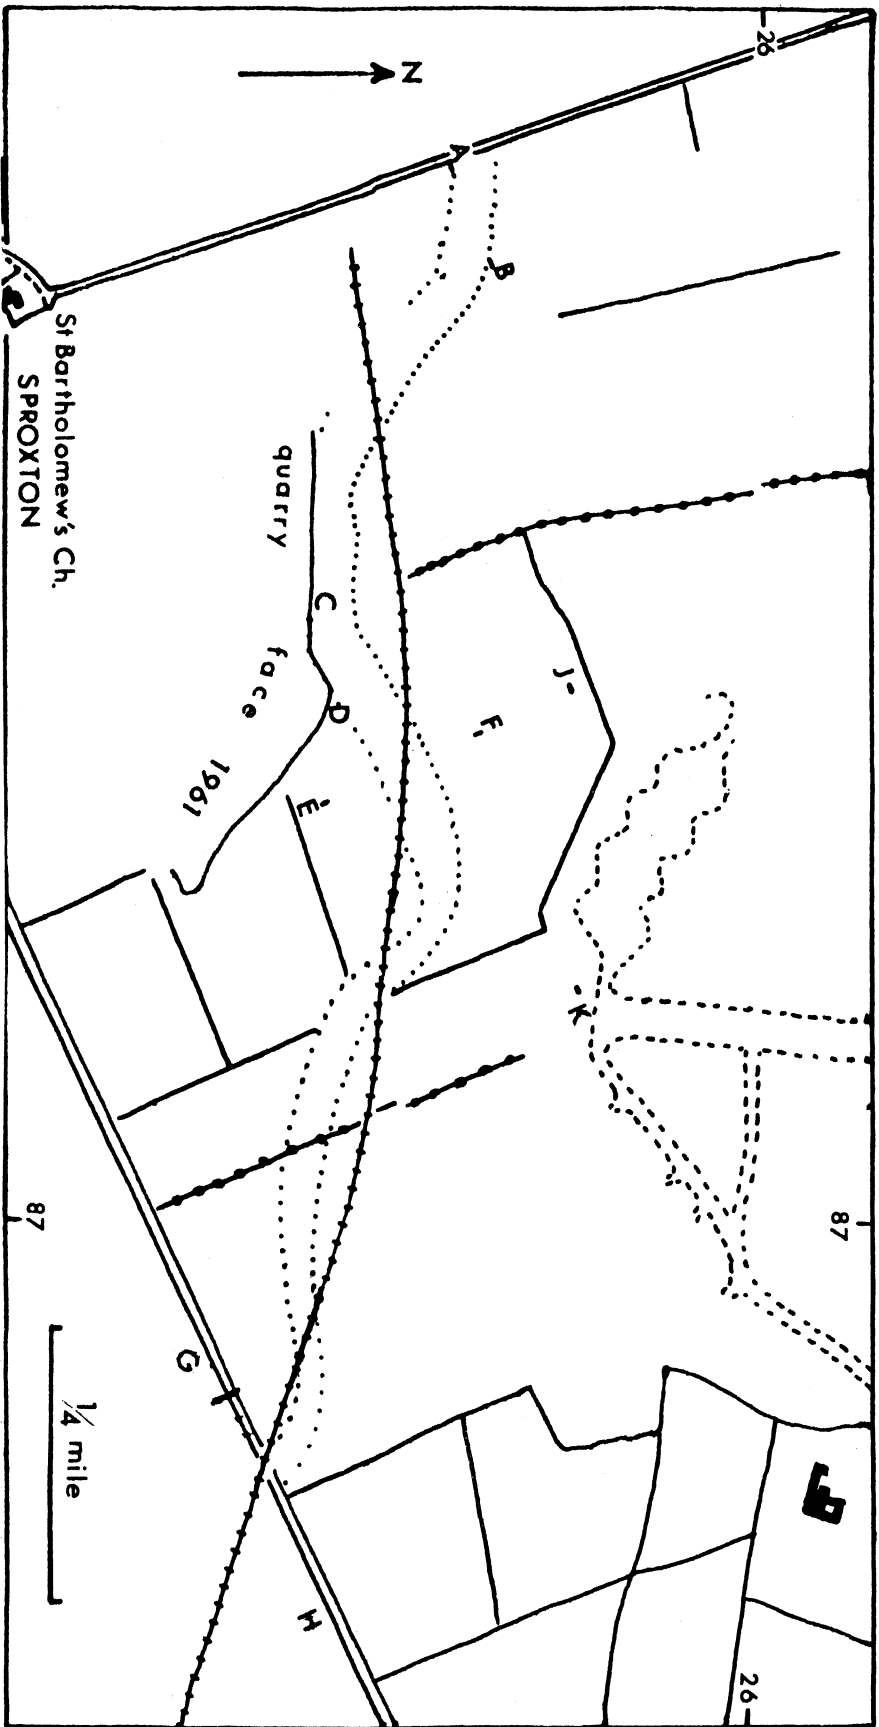 26
N
A
B
St Bartholomew's Ch.
SPROXTON
quarry
face
1961
C
D
E
F
J
K
87
87
G
H
1/4 mile
26